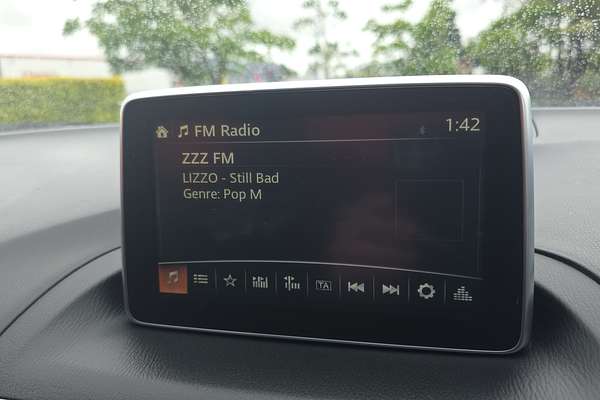 FM Radio 1:42
ZZZ FM
LIZZO - Still Bad
Genre: Pop M
TA